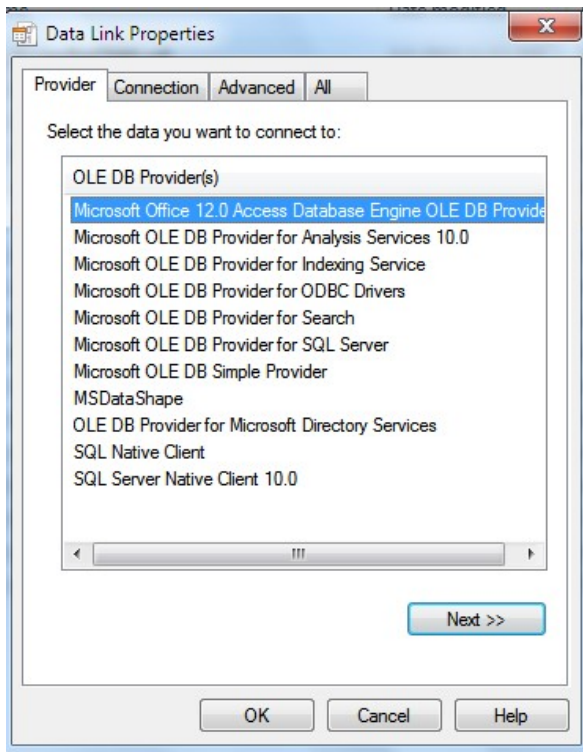 Data Link Properties
Provider Connection Advanced All
Select the data you want to connect to:
OLE DB Provider(s)
Microsoft Office 12.0 Access Database Engine OLE DB Provide
Microsoft OLE DB Provider for Analysis Services 10.0
Microsoft OLE DB Provider for Indexing Service
Microsoft OLE DB Provider for ODBC Drivers
Microsoft OLE DB Provider for Search
Microsoft OLE DB Provider for SQL Server
Microsoft OLE DB Simple Provider
MSDataShape
OLE DB Provider for Microsoft Directory Services
SQL Native Client
SQL Server Native Client 10.0
Next >>
OK Cancel Help